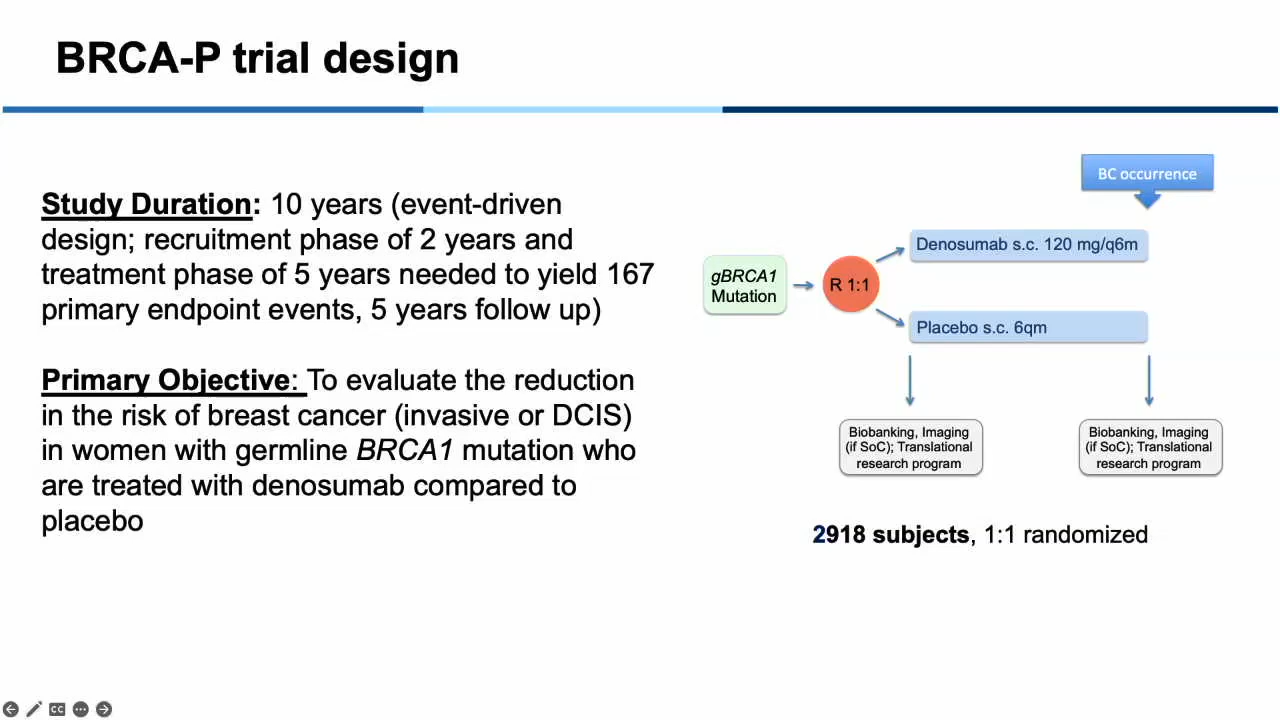 BRCA-P trial design
Study Duration: 10 years (event-driven
design; recruitment phase of 2 years and
treatment phase of 5 years needed to yield 167
primary endpoint events, 5 years follow up)
Primary Objective: To evaluate the reduction
in the risk of breast cancer (invasive or DCIS)
in women with germline BRCA1 mutation who
are treated with denosumab compared to
placebo
BC occurrence
gBRCA1
Mutation
R 1:1
Denosumab s.c. 120 mg/q6m
Placebo s.c. 6qm
Biobanking, Imaging
(if SoC); Translational
research program
Biobanking, Imaging
(if SoC); Translational
research program
2918 subjects, 1:1 randomized
CC